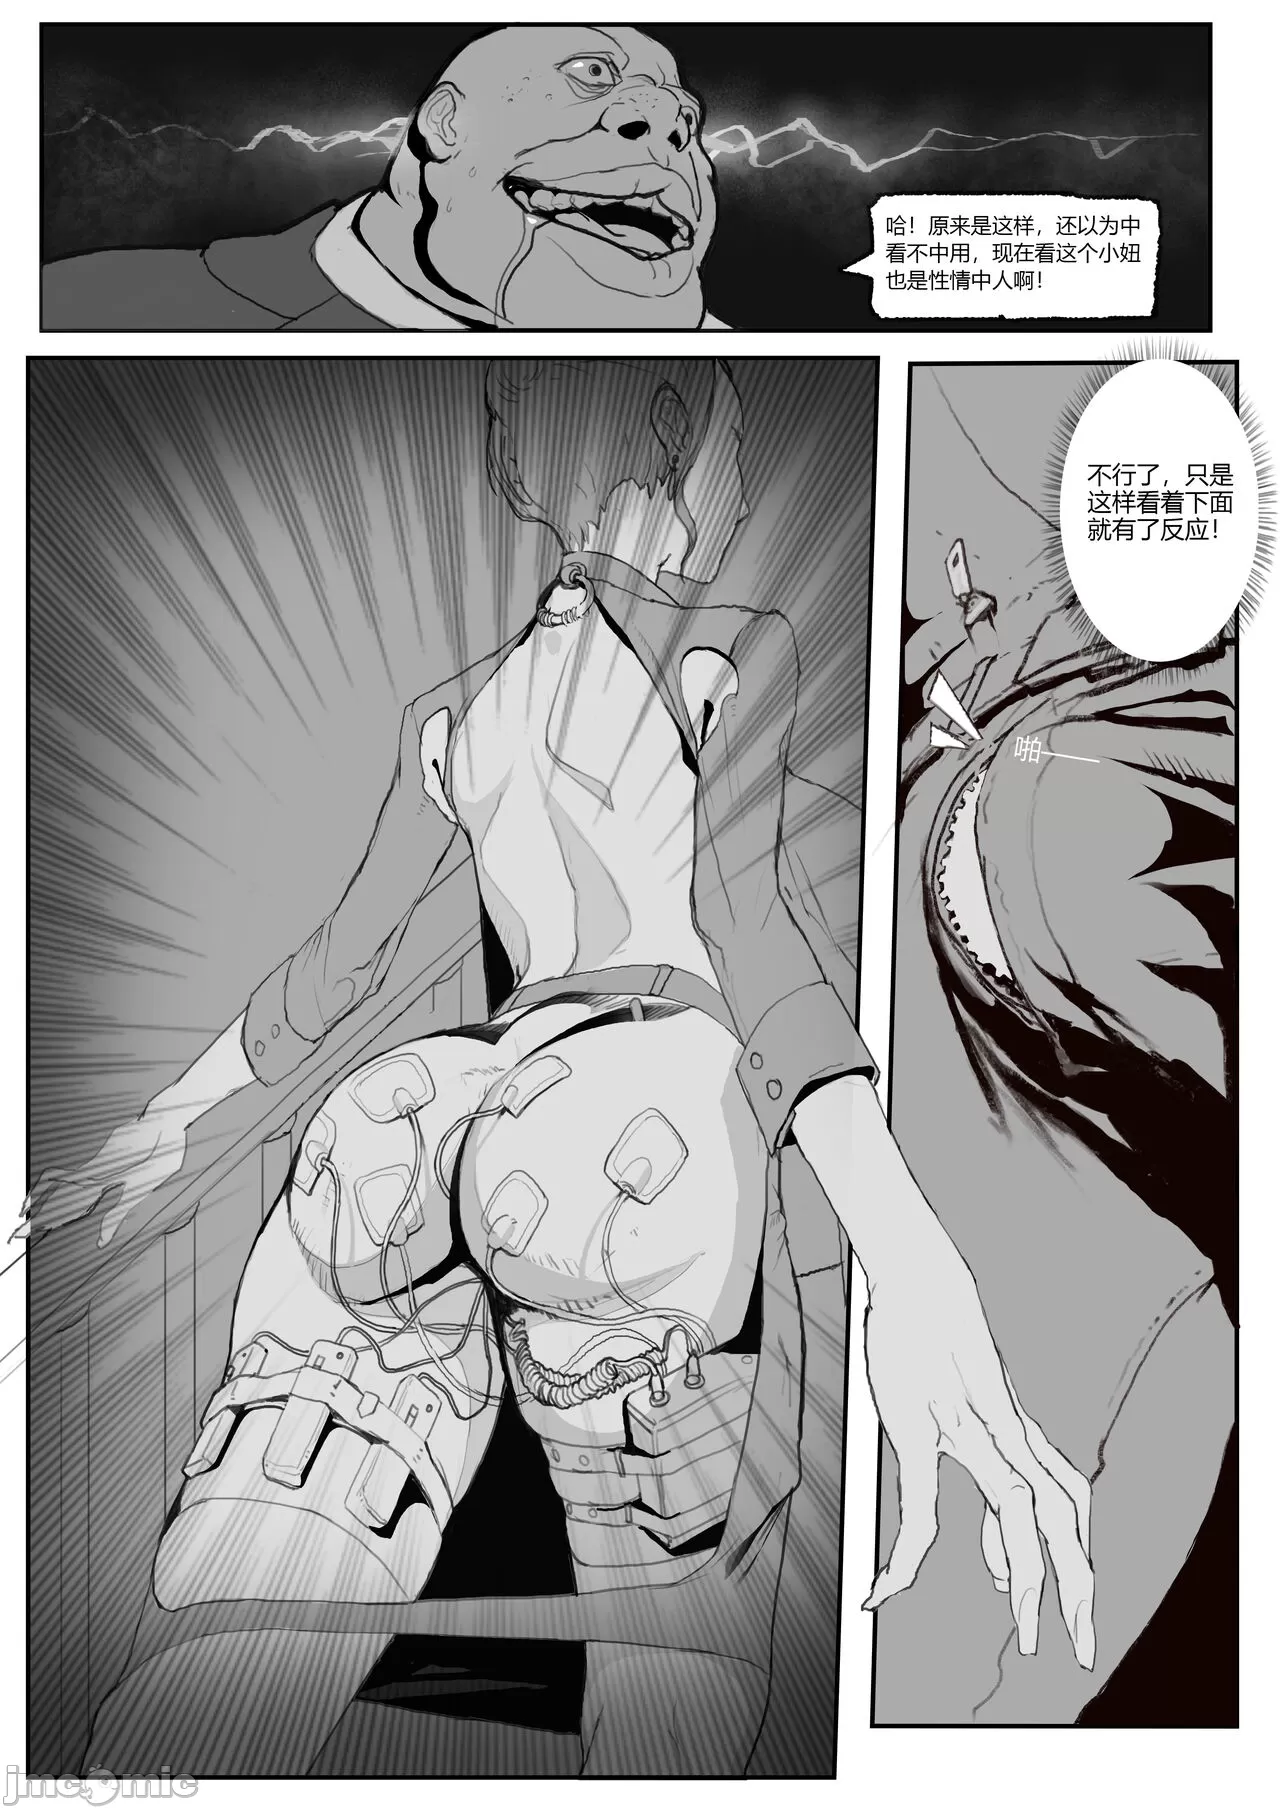 哈！原来是这样，还以为中
看不中用，现在看这个小妞
也是性情中人啊！
不行了，只是
这样看着下面
就有了反应！
啪——
jmcomic